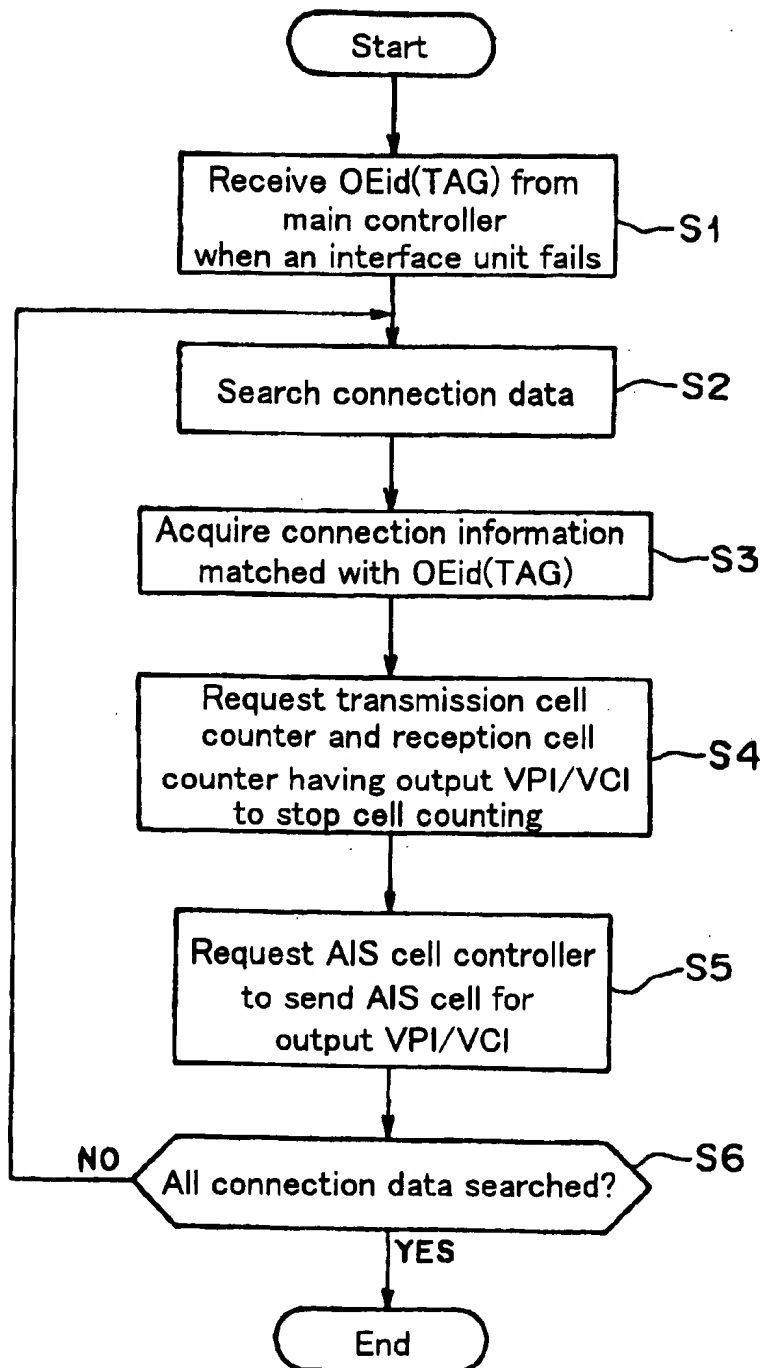 Start
Receive OEid(TAG) from
main controller
when an interface unit fails
S1
Search connection data
S2
Acquire connection information
matched with OEid(TAG)
S3
Request transmission cell
counter and reception cell
counter having output VPI/VCI
to stop cell counting
S4
Request AIS cell controller
to send AIS cell for
output VPI/VCI
S5
NO
All connection data searched?
S6
YES
End